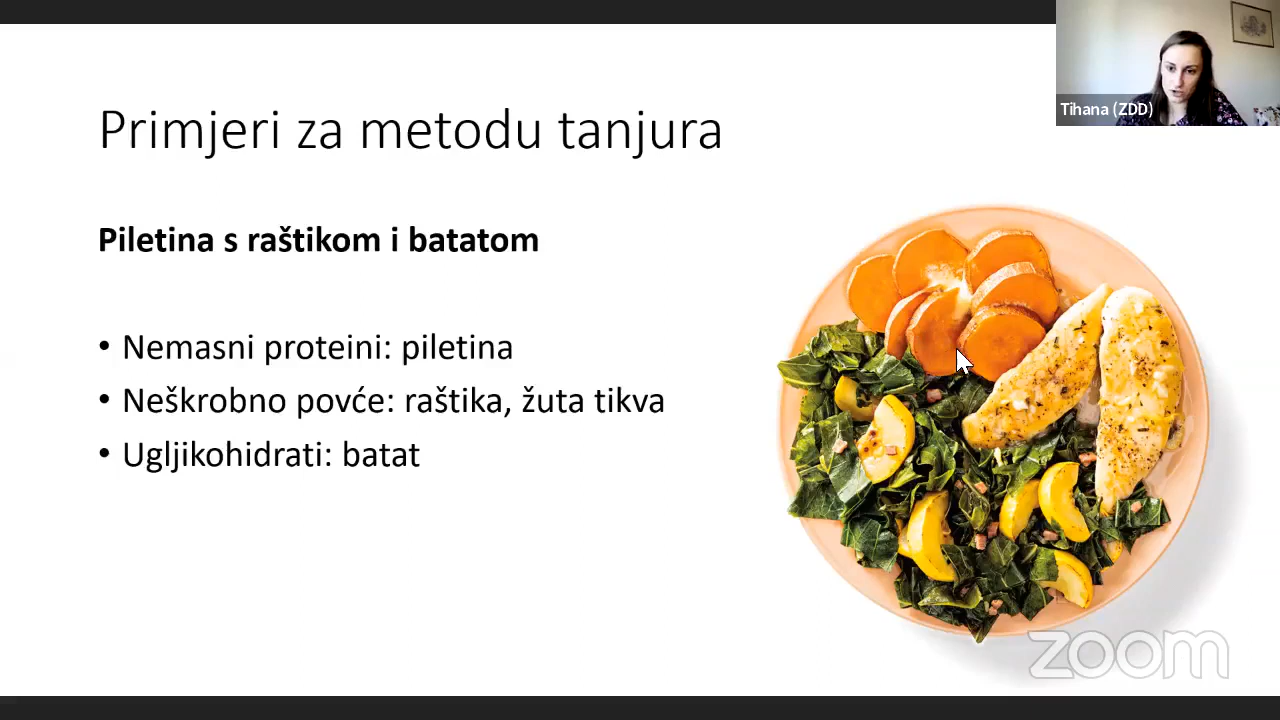 Tihana (ZDD)
Primjeri za metodu tanjura
Piletina s raštikom i batatom
• Nemasni proteini: piletina
• Neškrobno povće: raštika, žuta tikva
• Ugljikohidrati: batat
zoom